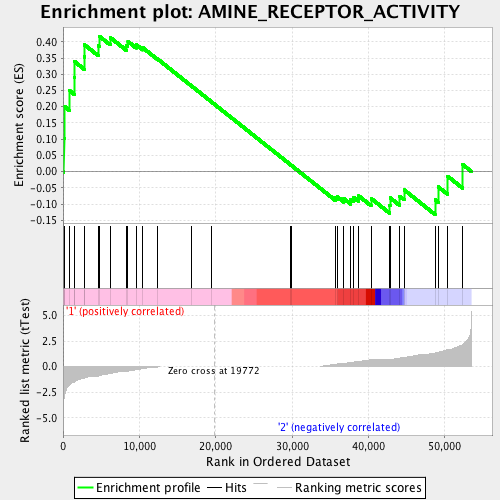 Enrichment plot: AMINE_RECEPTOR_ACTIVITY
Enrichment score (ES)
0.40
0.35
0.30
0.25
0.20
0.15
0.10
0.05
0.00
-0.05
-0.10
-0.15
'1' (positively correlated)
Ranked list metric (tTest)
5.0
2.5
0.0
-2.5
-5.0
Zero cross at 19772
'2' (negatively correlated)
0 10,000 20,000 30,000 40,000 50,000
Rank in Ordered Dataset
Enrichment profile Hits Ranking metric scores